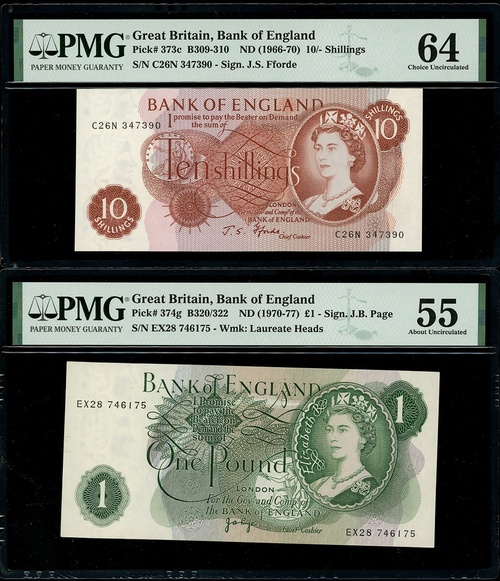 PMG
PAPER MONEY GUARANTY
Great Britain, Bank of England
Pick# 373c B309-310 ND (1966-70) 10/- Shillings
S/N C26N 347390 - Sign. J.S. Fforde
64
Choice Uncirculated
BANK OF ENGLAND
I promise to pay the Bearer on Demand
the sum of
C26N 347390
Ten shillings
10
SHILLINGS
10
SHILLINGS
LONDON
For the Gov: and Comp: of the
BANK OF ENGLAND
J. S. Fforde
Chief Cashier
C26N 347390
PMG
PAPER MONEY GUARANTY
Great Britain, Bank of England
Pick# 374g B320/322 ND (1970-77) £1 - Sign. J.B. Page
S/N EX28 746175 - Wmk: Laureate Heads
55
About Uncirculated
BANK OF ENGLAND
EX28 746175
I Promise
to pay the
Bearer on
Demand the
sum of
One Pound
1
1
LONDON
For the Gov: and Comp: of the
BANK OF ENGLAND
Chief Cashier
EX28 746175